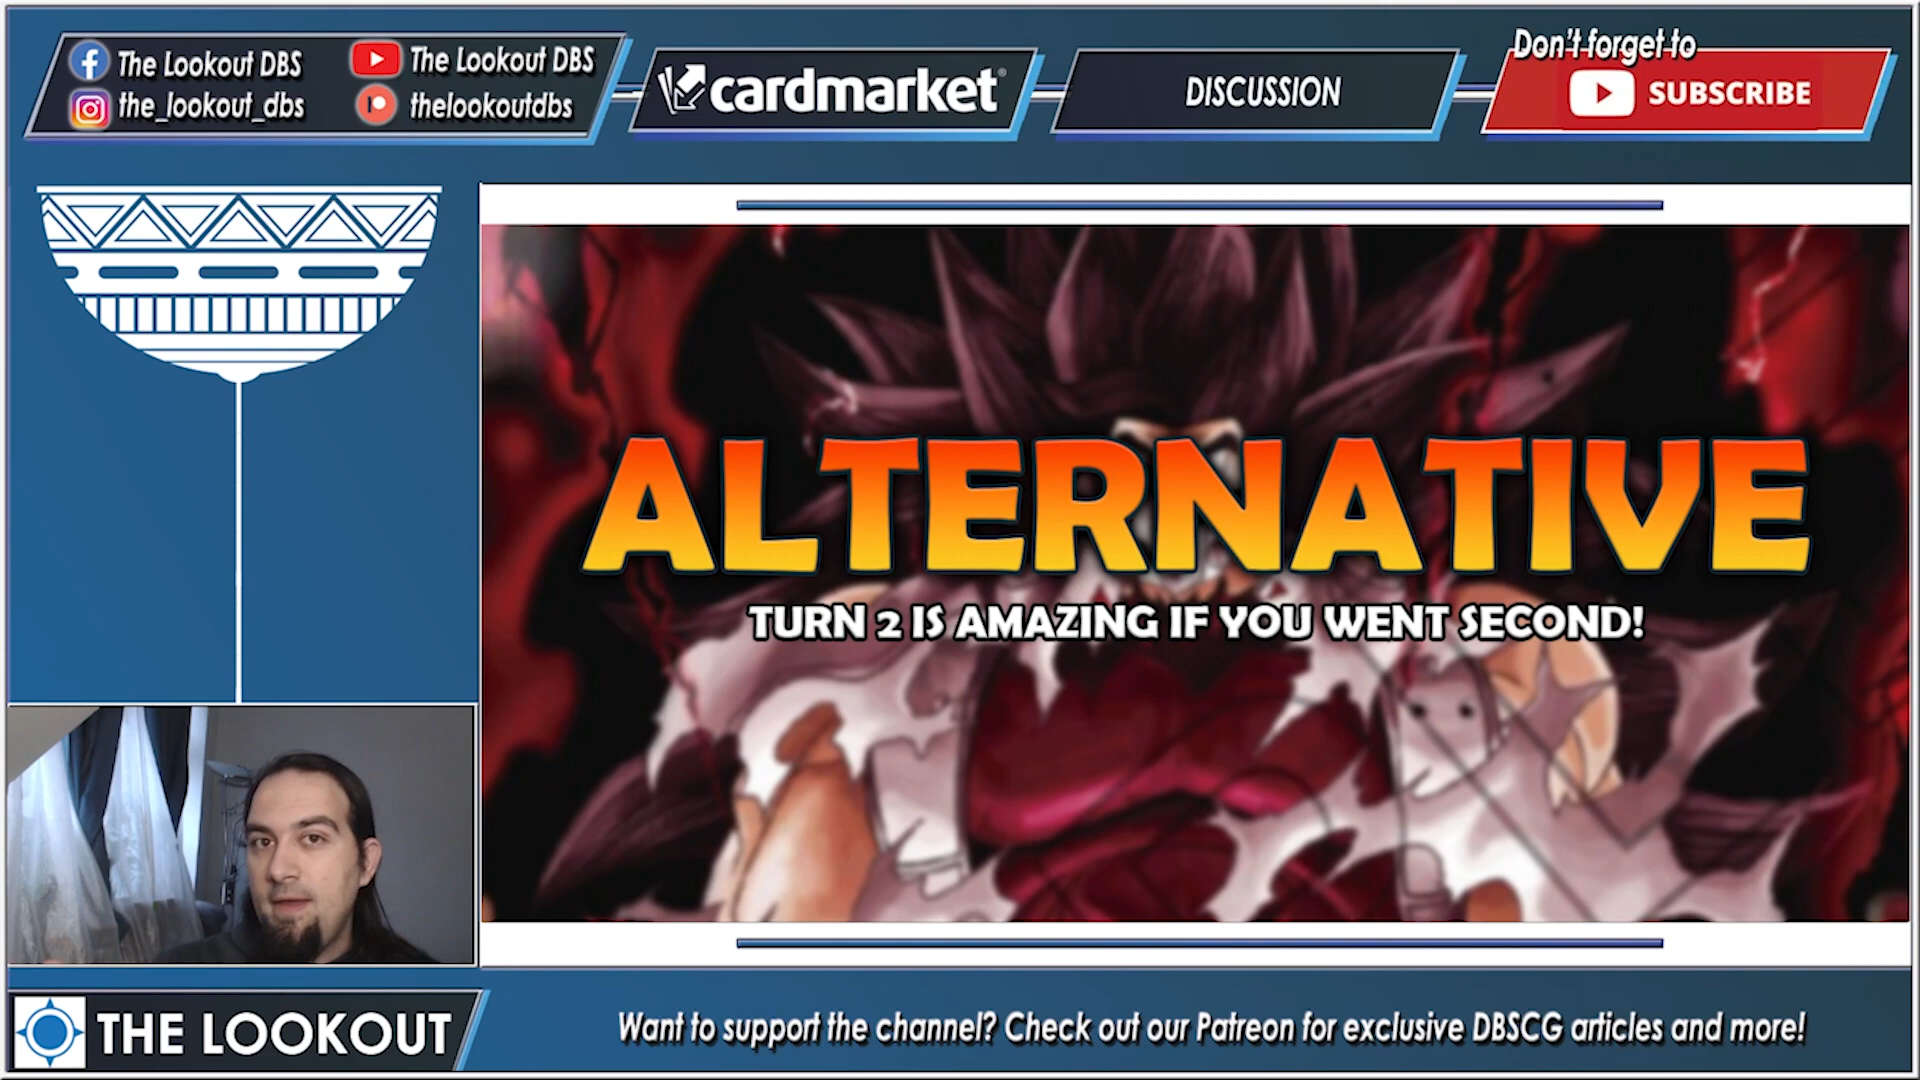 The Lookout DBS
The Lookout DBS
the_lookout_dbs
thelookoutdbs
cardmarket®
DISCUSSION
Don't forget to
SUBSCRIBE
ALTERNATIVE
TURN 2 IS AMAZING IF YOU WENT SECOND!
THE LOOKOUT
Want to support the channel? Check out our Patreon for exclusive DBSCG articles and more!